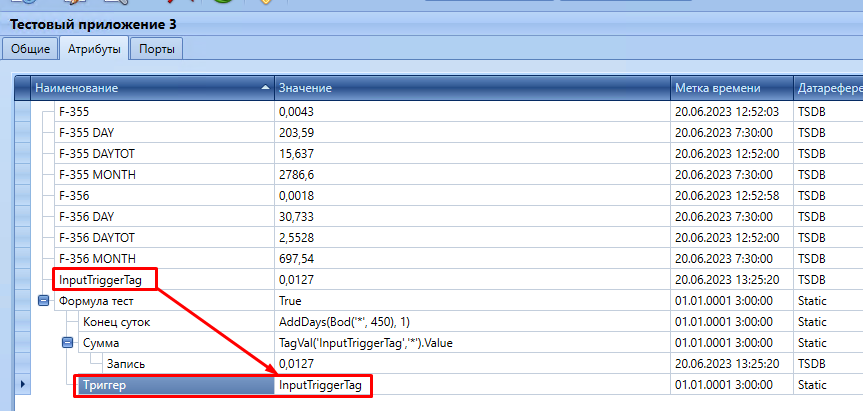 Тестовый приложение 3
Общие Атрибуты Порты
Наименование Значение Метка времени Датарефере
F-355 0,0043 20.06.2023 12:52:03 TSDB
F-355 DAY 203,59 20.06.2023 7:30:00 TSDB
F-355 DAYTOT 15,637 20.06.2023 12:52:00 TSDB
F-355 MONTH 2786,6 20.06.2023 7:30:00 TSDB
F-356 0,0018 20.06.2023 12:52:58 TSDB
F-356 DAY 30,733 20.06.2023 7:30:00 TSDB
F-356 DAYTOT 2,5528 20.06.2023 12:52:00 TSDB
F-356 MONTH 697,54 20.06.2023 7:30:00 TSDB
InputTriggerTag 0,0127 20.06.2023 13:25:20 TSDB
Формула тест True 01.01.0001 3:00:00 Static
Конец суток AddDays(Bod('*', 450), 1) 01.01.0001 3:00:00 Static
Сумма TagVal('InputTriggerTag','*').Value 01.01.0001 3:00:00 Static
Запись 0,0127 20.06.2023 13:25:20 TSDB
Триггер InputTriggerTag 01.01.0001 3:00:00 Static